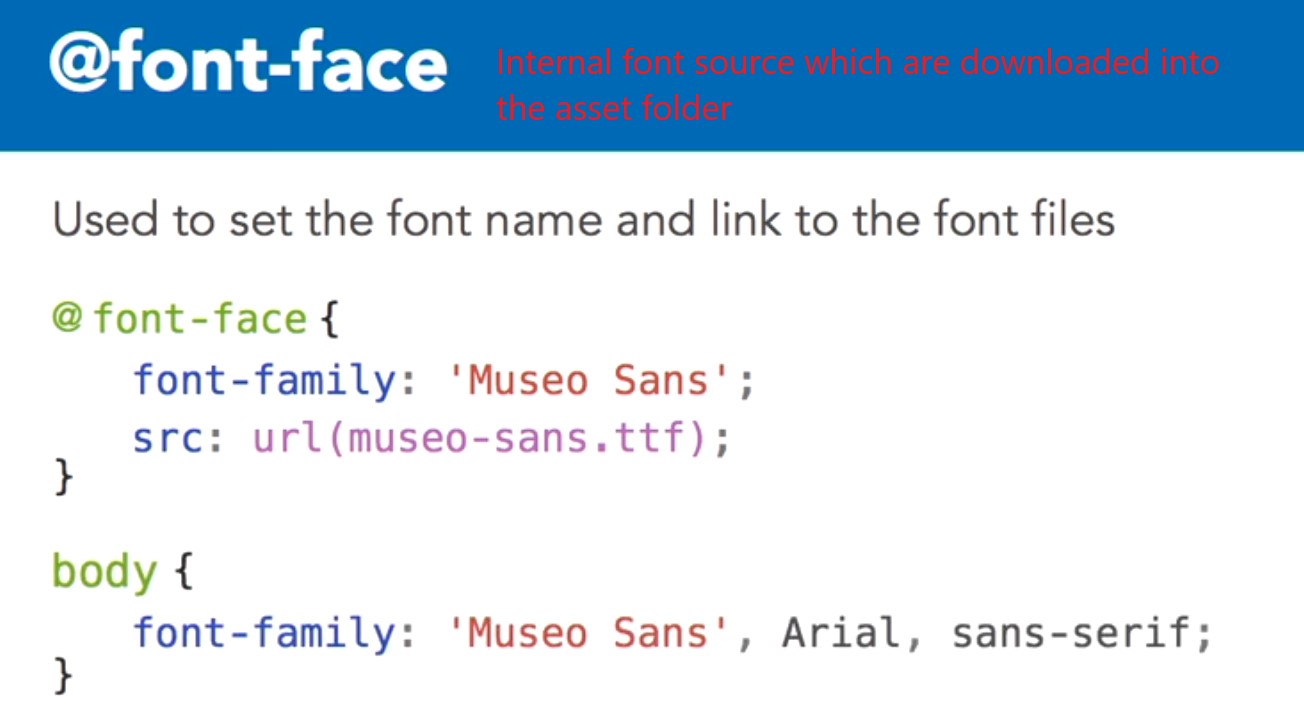 @font-face
Internal font source which are downloaded into
the asset folder
Used to set the font name and link to the font files
@font-face {
font-family: 'Museo Sans';
src: url(museo-sans.ttf);
}
body {
font-family: 'Museo Sans', Arial, sans-serif;
}